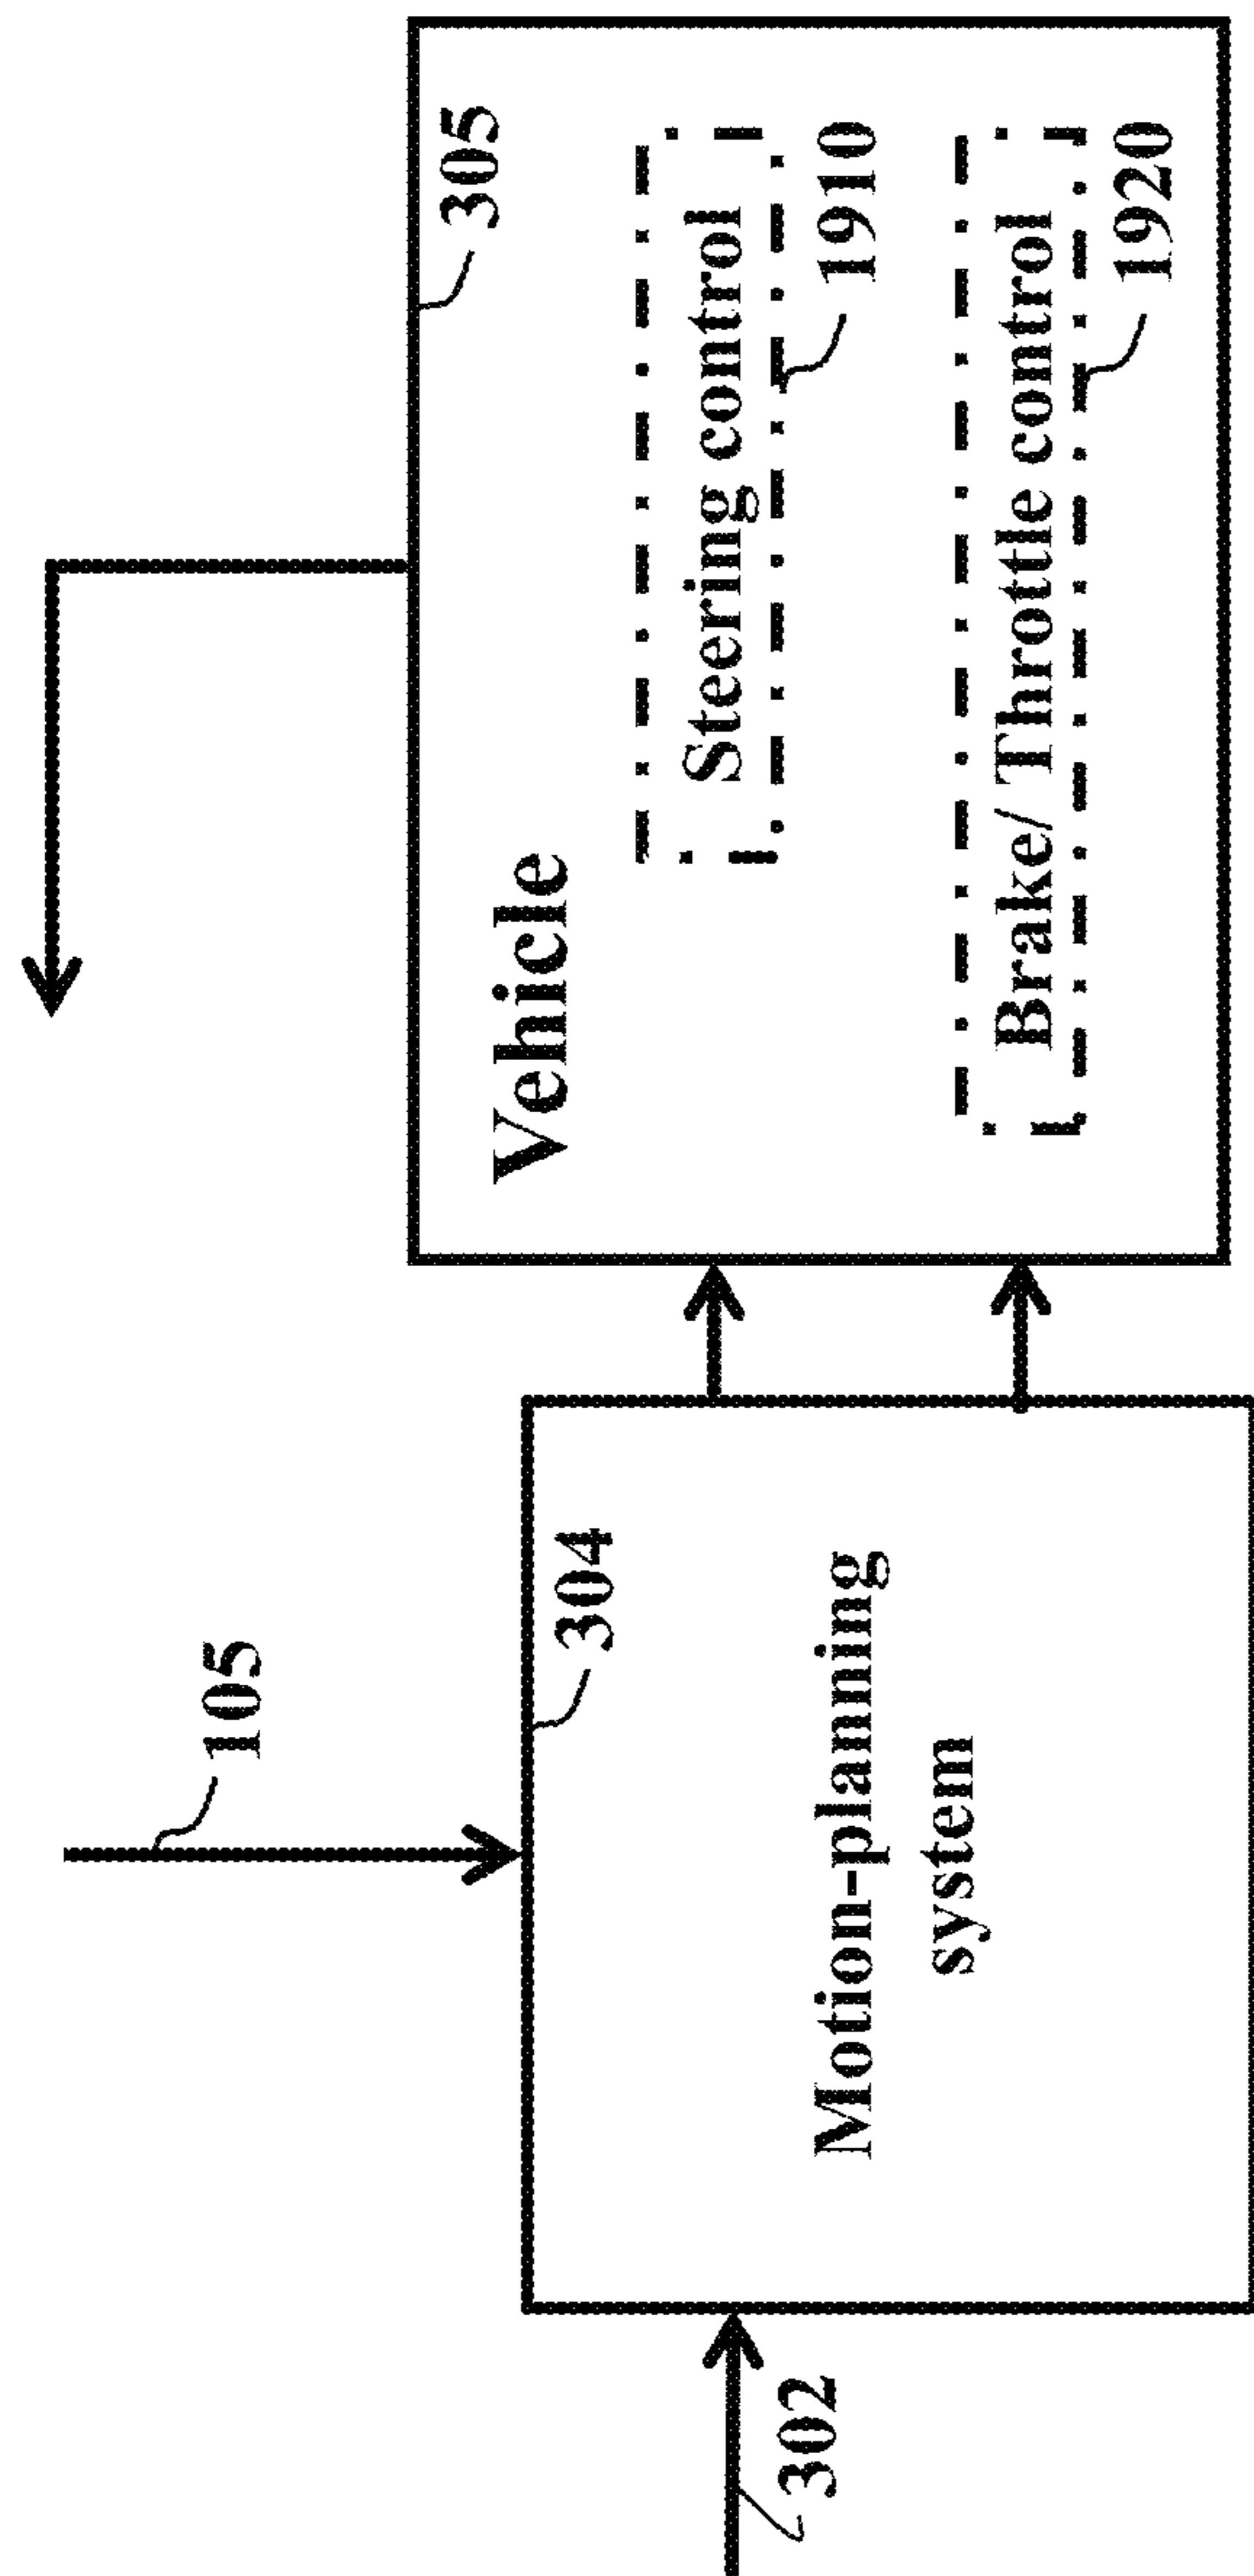 105
302
304
Motion-planning
system
305
Vehicle
Steering control
1910
Brake/ Throttle control
1920